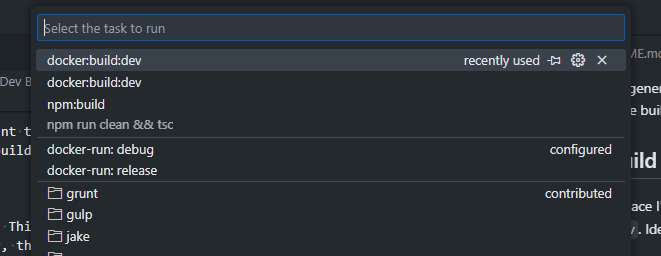 Select the task to run
docker:build:dev recently used
docker:build:dev
npm:build
npm run clean && tsc
docker-run: debug configured
docker-run: release
grunt contributed
gulp
jake
Dev B
nt t
build
Thi
, th
ME.mo
gener
e buil
uild
ace I'
v. Ide